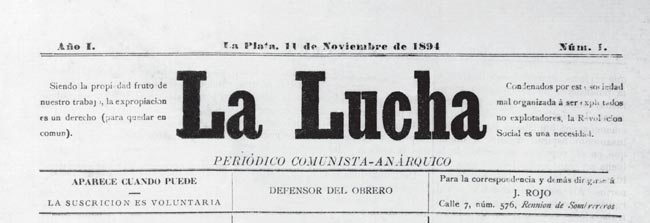 Año I.
La Plata, 11 de Noviembre de 1894
Núm. 1.
Siendo la propiedad fruto de
nuestro trabajo, la expropiacion
es un derecho (para quedar en
comun).
La Lucha
Condenados por esta sociedad
mal organizada á ser explotados
no explotadores, la Revolucion
Social es una necesidad.
PERIÓDICO COMUNISTA-ANÁRQUICO
APARECE CUANDO PUEDE
LA SUSCRICION ES VOLUNTARIA
DEFENSOR DEL OBRERO
Para la correspondencia y demás dirigirse á
J. ROJO
Calle 7, núm. 576, Reunion de Sombrereros